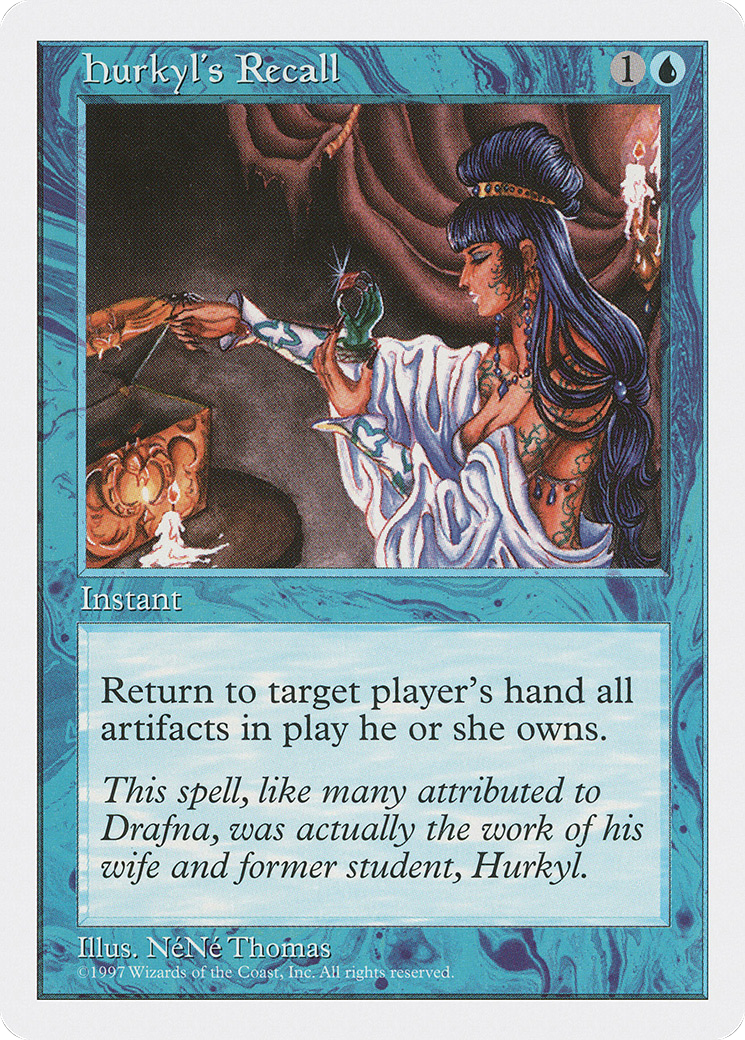 Hurkyl's Recall 1
Instant
Return to target player's hand all
artifacts in play he or she owns.
This spell, like many attributed to
Drafna, was actually the work of his
wife and former student, Hurkyl.
Illus. NéNé Thomas
©1997 Wizards of the Coast, Inc. All rights reserved.